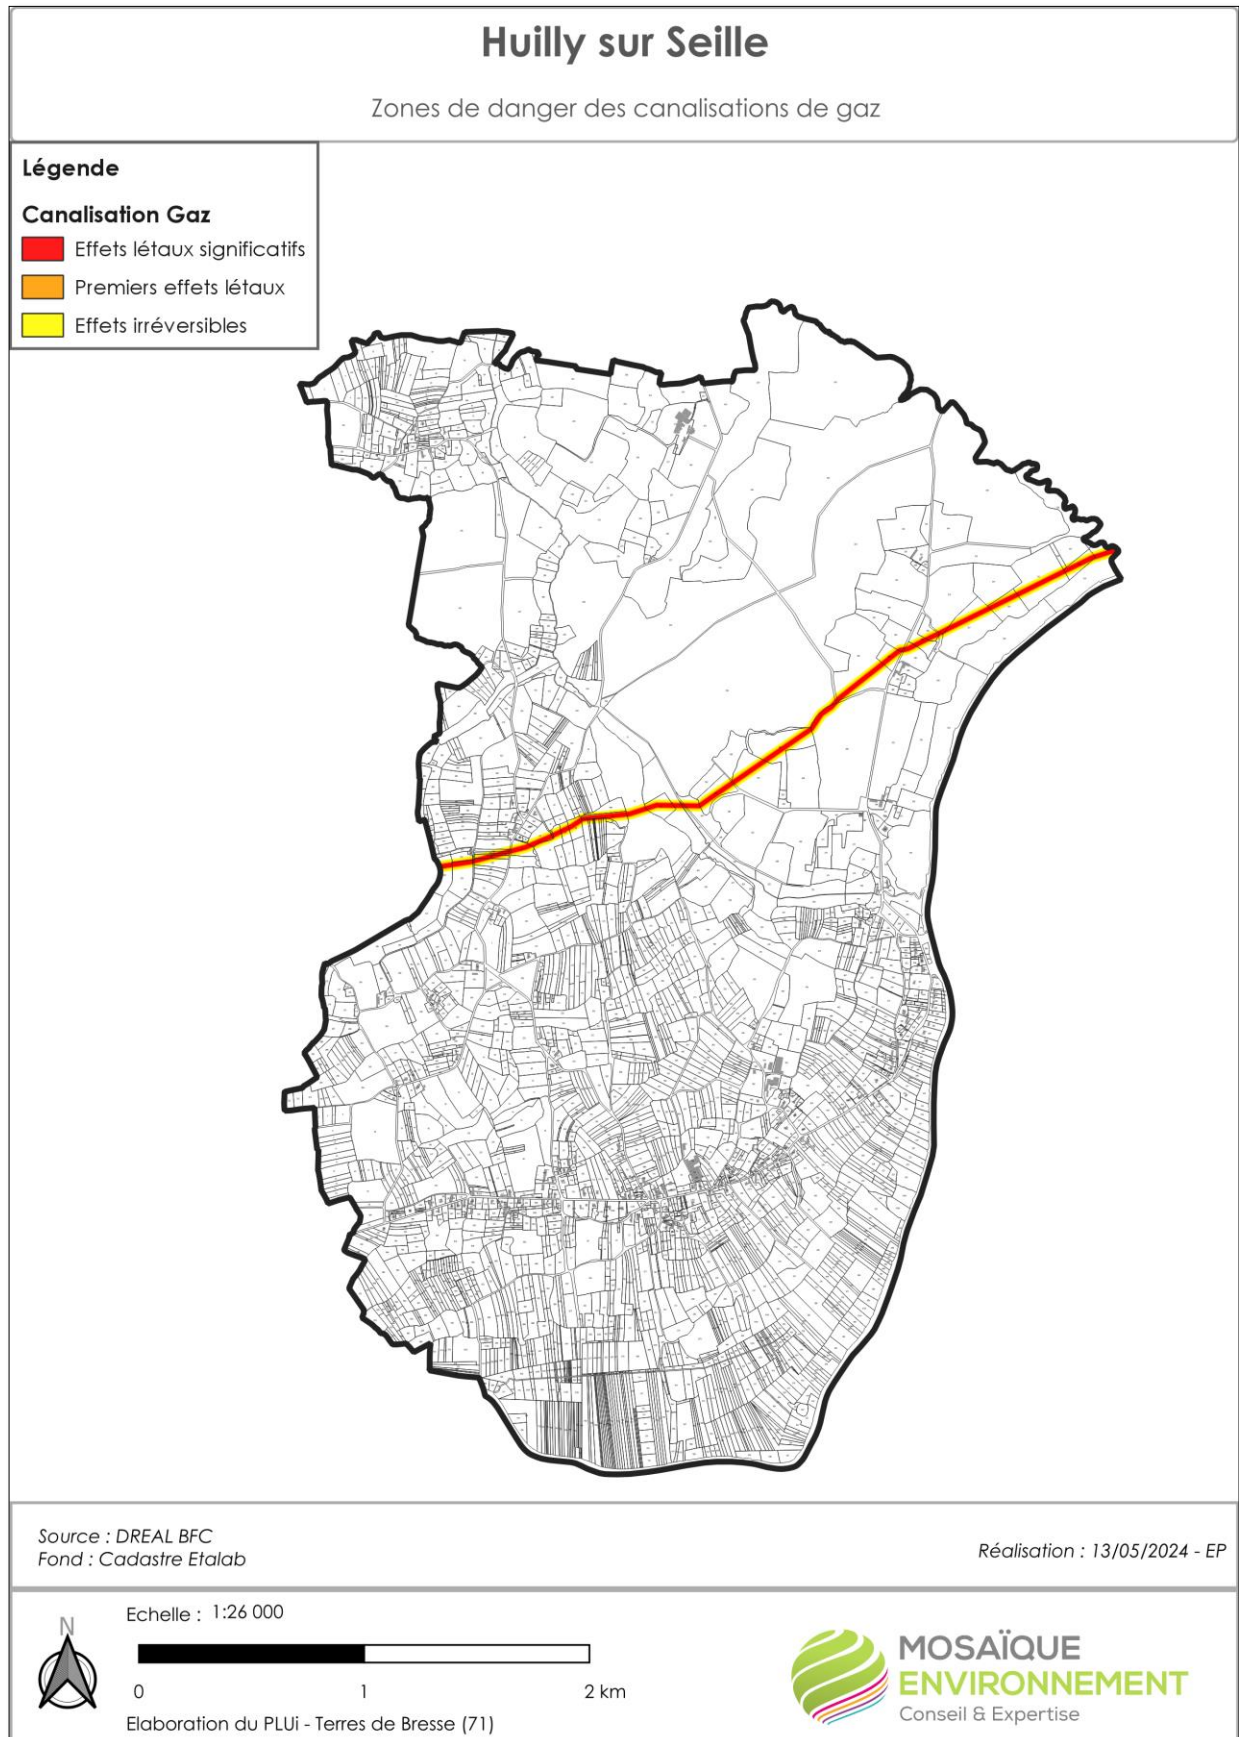 Huilly sur Seille
Zones de danger des canalisations de gaz
Légende
Canalisation Gaz
Effets létaux significatifs
Premiers effets létaux
Effets irréversibles
Source : DREAL BFC
Fond : Cadastre Etalab
Réalisation : 13/05/2024 - EP
N
Echelle : 1:26 000
0 1 2 km
Elaboration du PLUi - Terres de Bresse (71)
MOSAÏQUE
ENVIRONNEMENT
Conseil & Expertise